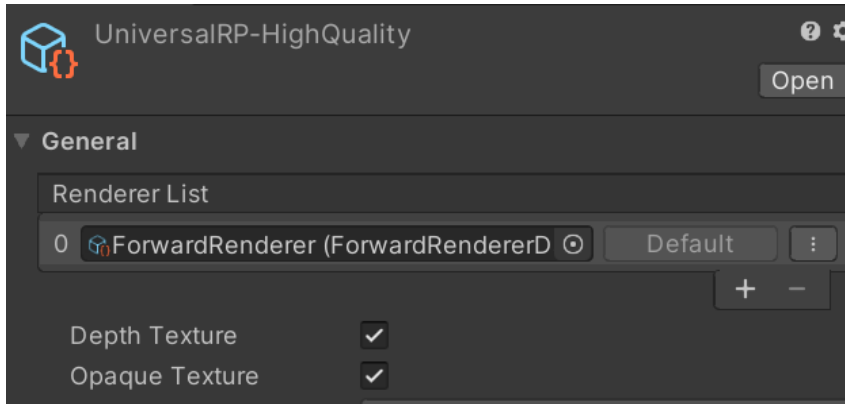 UniversalRP-HighQuality
Open
General
Renderer List
0 ForwardRenderer (ForwardRendererD Default
Depth Texture
Opaque Texture